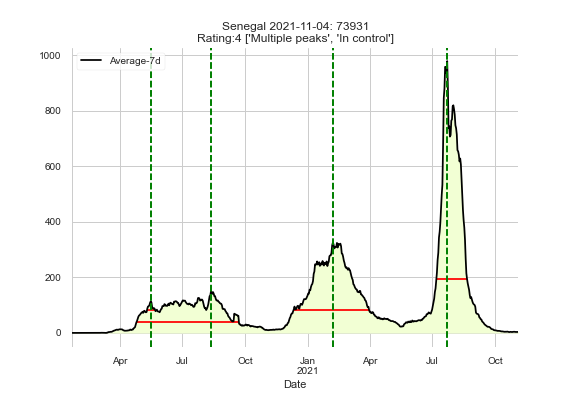 Senegal 2021-11-04: 73931
Rating:4 ['Multiple peaks', 'In control']
Average-7d
1000
800
600
400
200
0
Apr Jul Oct Jan Apr Jul Oct
2021
Date